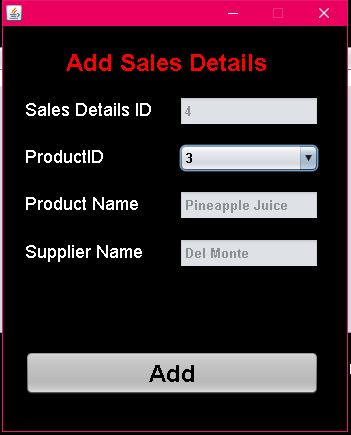 Add Sales Details
Sales Details ID 4
ProductID 3
Product Name Pineapple Juice
Supplier Name Del Monte
Add